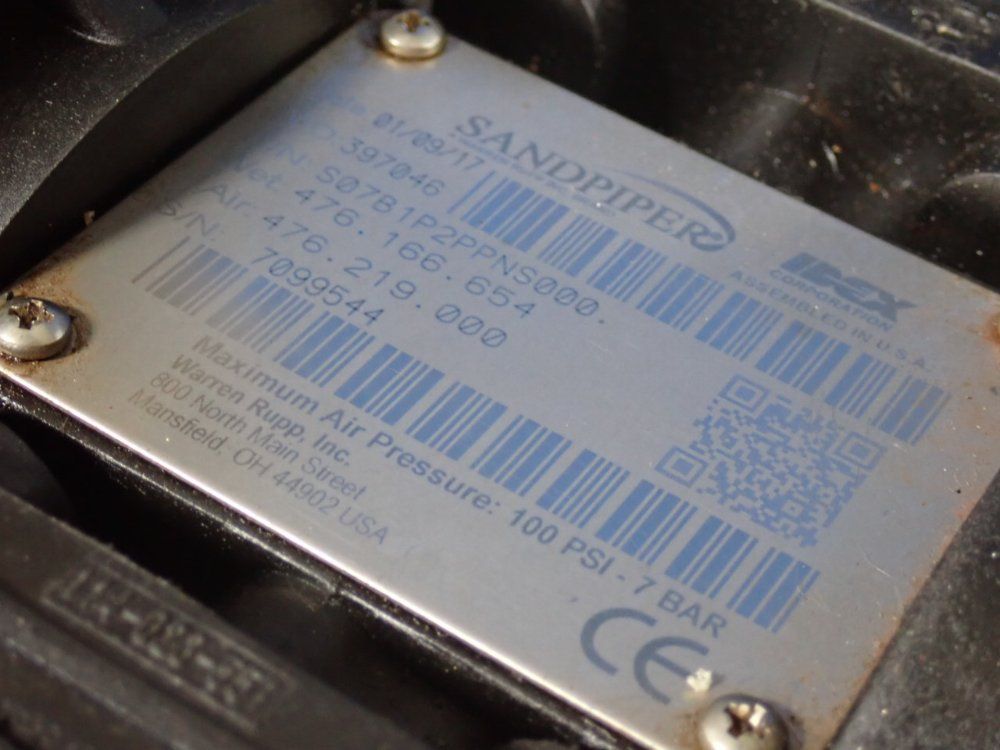 SANDPIPER
IDEX
CORPORATION
ASSEMBLED IN U.S.A.
01/09/17
397046
S07B1P2PPNS000.
Wet. 476.166.654
Air. 476.219.000
S/N. 7099544
Maximum Air Pressure: 100 PSI - 7 BAR
Warren Rupp, Inc.
800 North Main Street
Mansfield, OH 44902 USA
CE